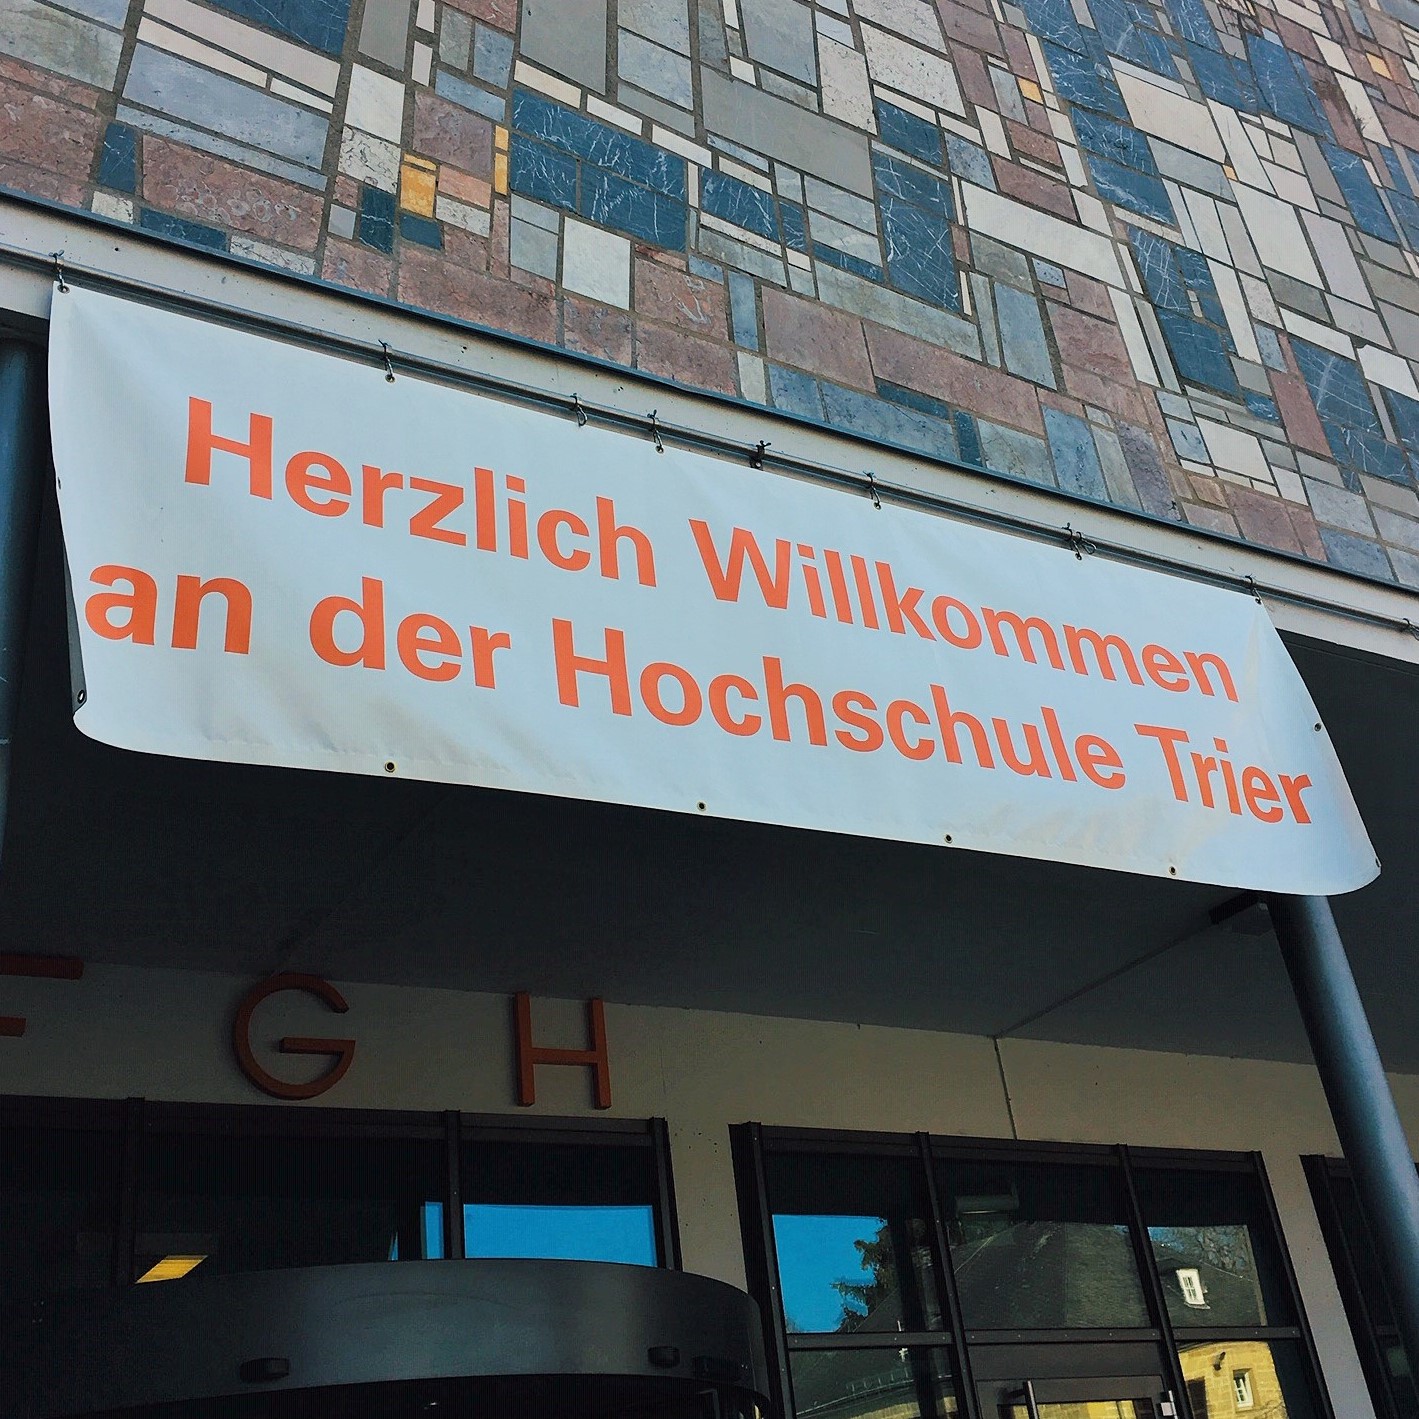 Herzlich Willkommen
an der Hochschule Trier
F G H